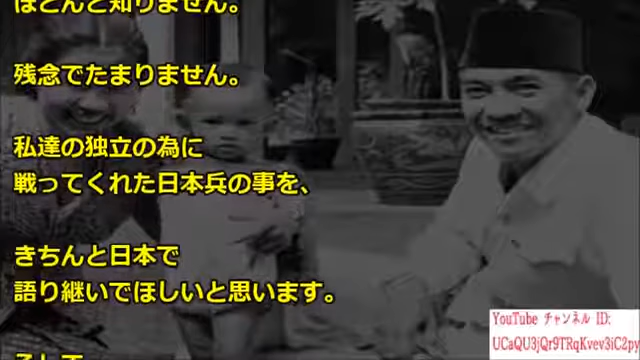 ほとんど知りません。
残念でたまりません。
私達の独立の為に
戦ってくれた日本兵の事を、
きちんと日本で
語り継いでほしいと思います。
そして
YouTube チャンネル ID:
UCaQU3jQr9TRqKvev3iC2py